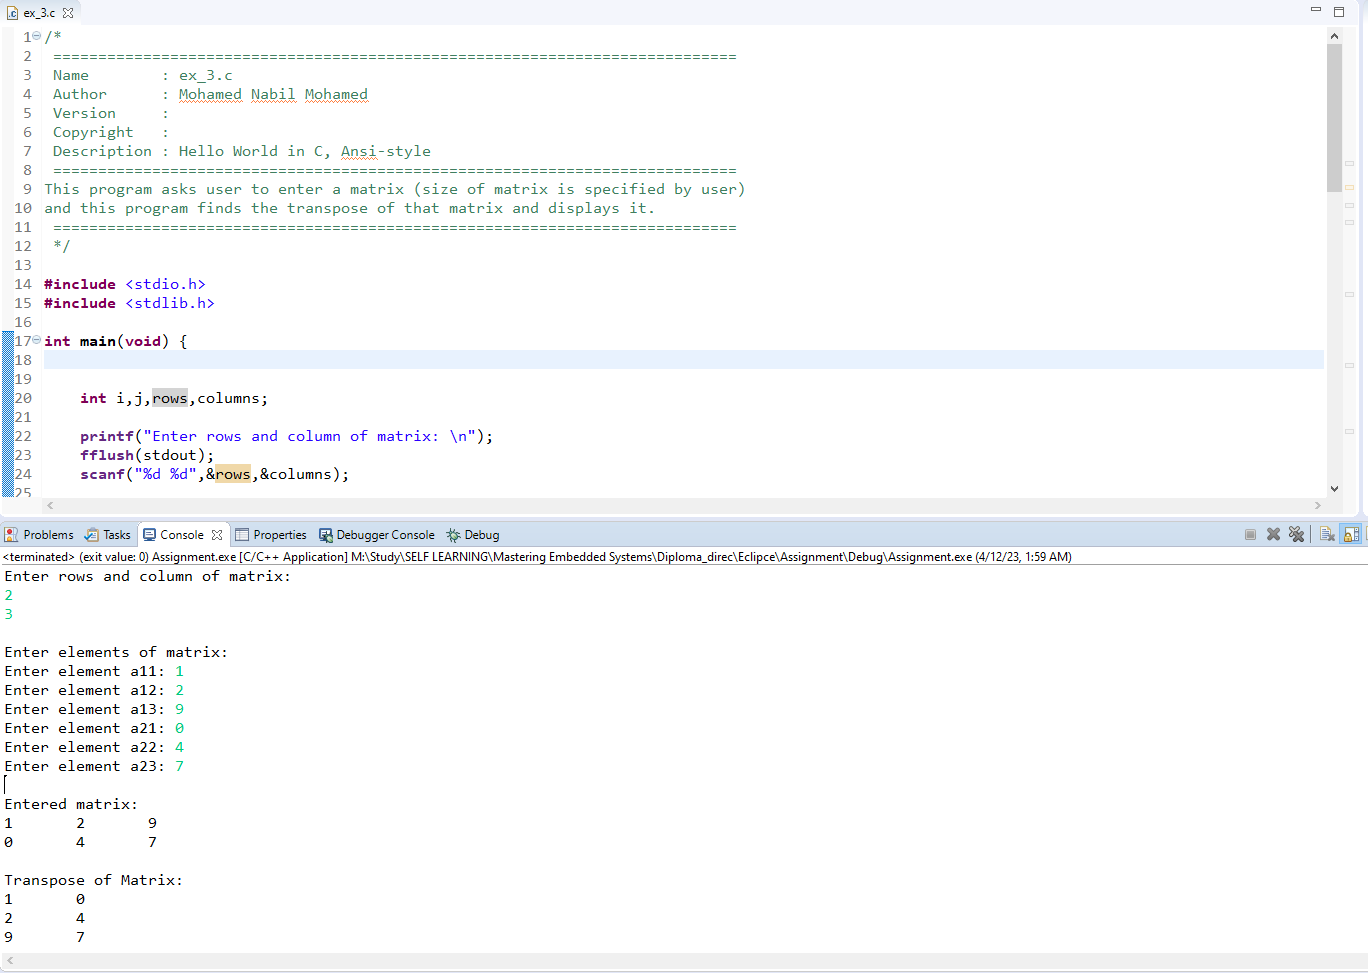 ex_3.c
1 /*
2 ============================================================================
3 Name        : ex_3.c
4 Author      : Mohamed Nabil Mohamed
5 Version     :
6 Copyright   :
7 Description : Hello World in C, Ansi-style
8 ============================================================================
9 This program asks user to enter a matrix (size of matrix is specified by user)
10 and this program finds the transpose of that matrix and displays it.
11 ============================================================================
12 */
13
14 #include <stdio.h>
15 #include <stdlib.h>
16
17 int main(void) {
18
19
20     int i,j,rows,columns;
21
22     printf("Enter rows and column of matrix: \n");
23     fflush(stdout);
24     scanf("%d %d",&rows,&columns);
25
Problems Tasks Console Properties Debugger Console Debug
<terminated> (exit value: 0) Assignment.exe [C/C++ Application] M:\Study\SELF LEARNING\Mastering Embedded Systems\Diploma_direc\Eclipce\Assignment\Debug\Assignment.exe (4/12/23, 1:59 AM)
Enter rows and column of matrix:
2
3
Enter elements of matrix:
Enter element a11: 1
Enter element a12: 2
Enter element a13: 9
Enter element a21: 0
Enter element a22: 4
Enter element a23: 7
Entered matrix:
1       2       9
0       4       7
Transpose of Matrix:
1       0
2       4
9       7